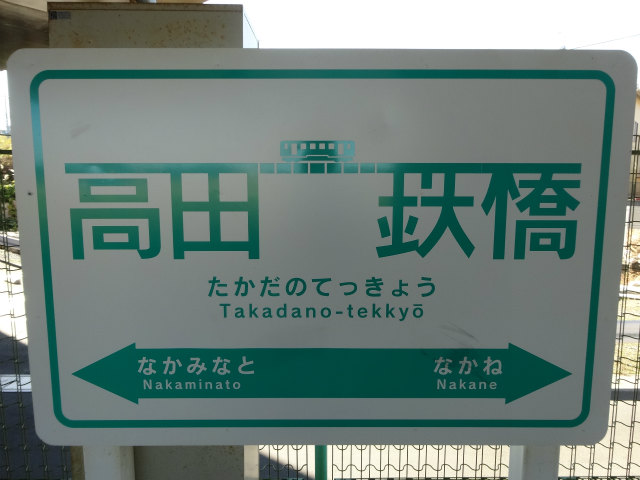 高田 鉄橋
たかだのてっきょう
Takadano-tekkyō
なかみなと なかね
Nakaminato Nakane